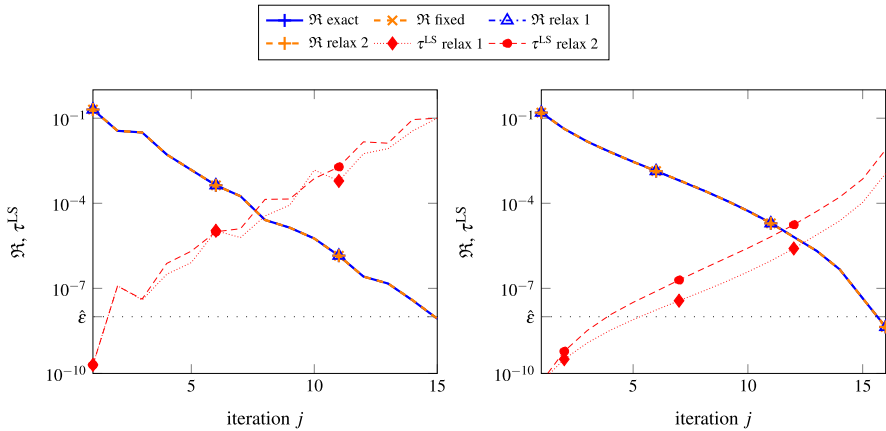 ℜ exact ℜ fixed ℜ relax 1
ℜ relax 2 τ^LS relax 1 τ^LS relax 2
10^−1
10^−4
10^−7
ε̂
10^−10
ℜ, τ^LS
5 10 15
iteration j
10^−1
10^−4
10^−7
ε̂
10^−10
ℜ, τ^LS
5 10 15
iteration j